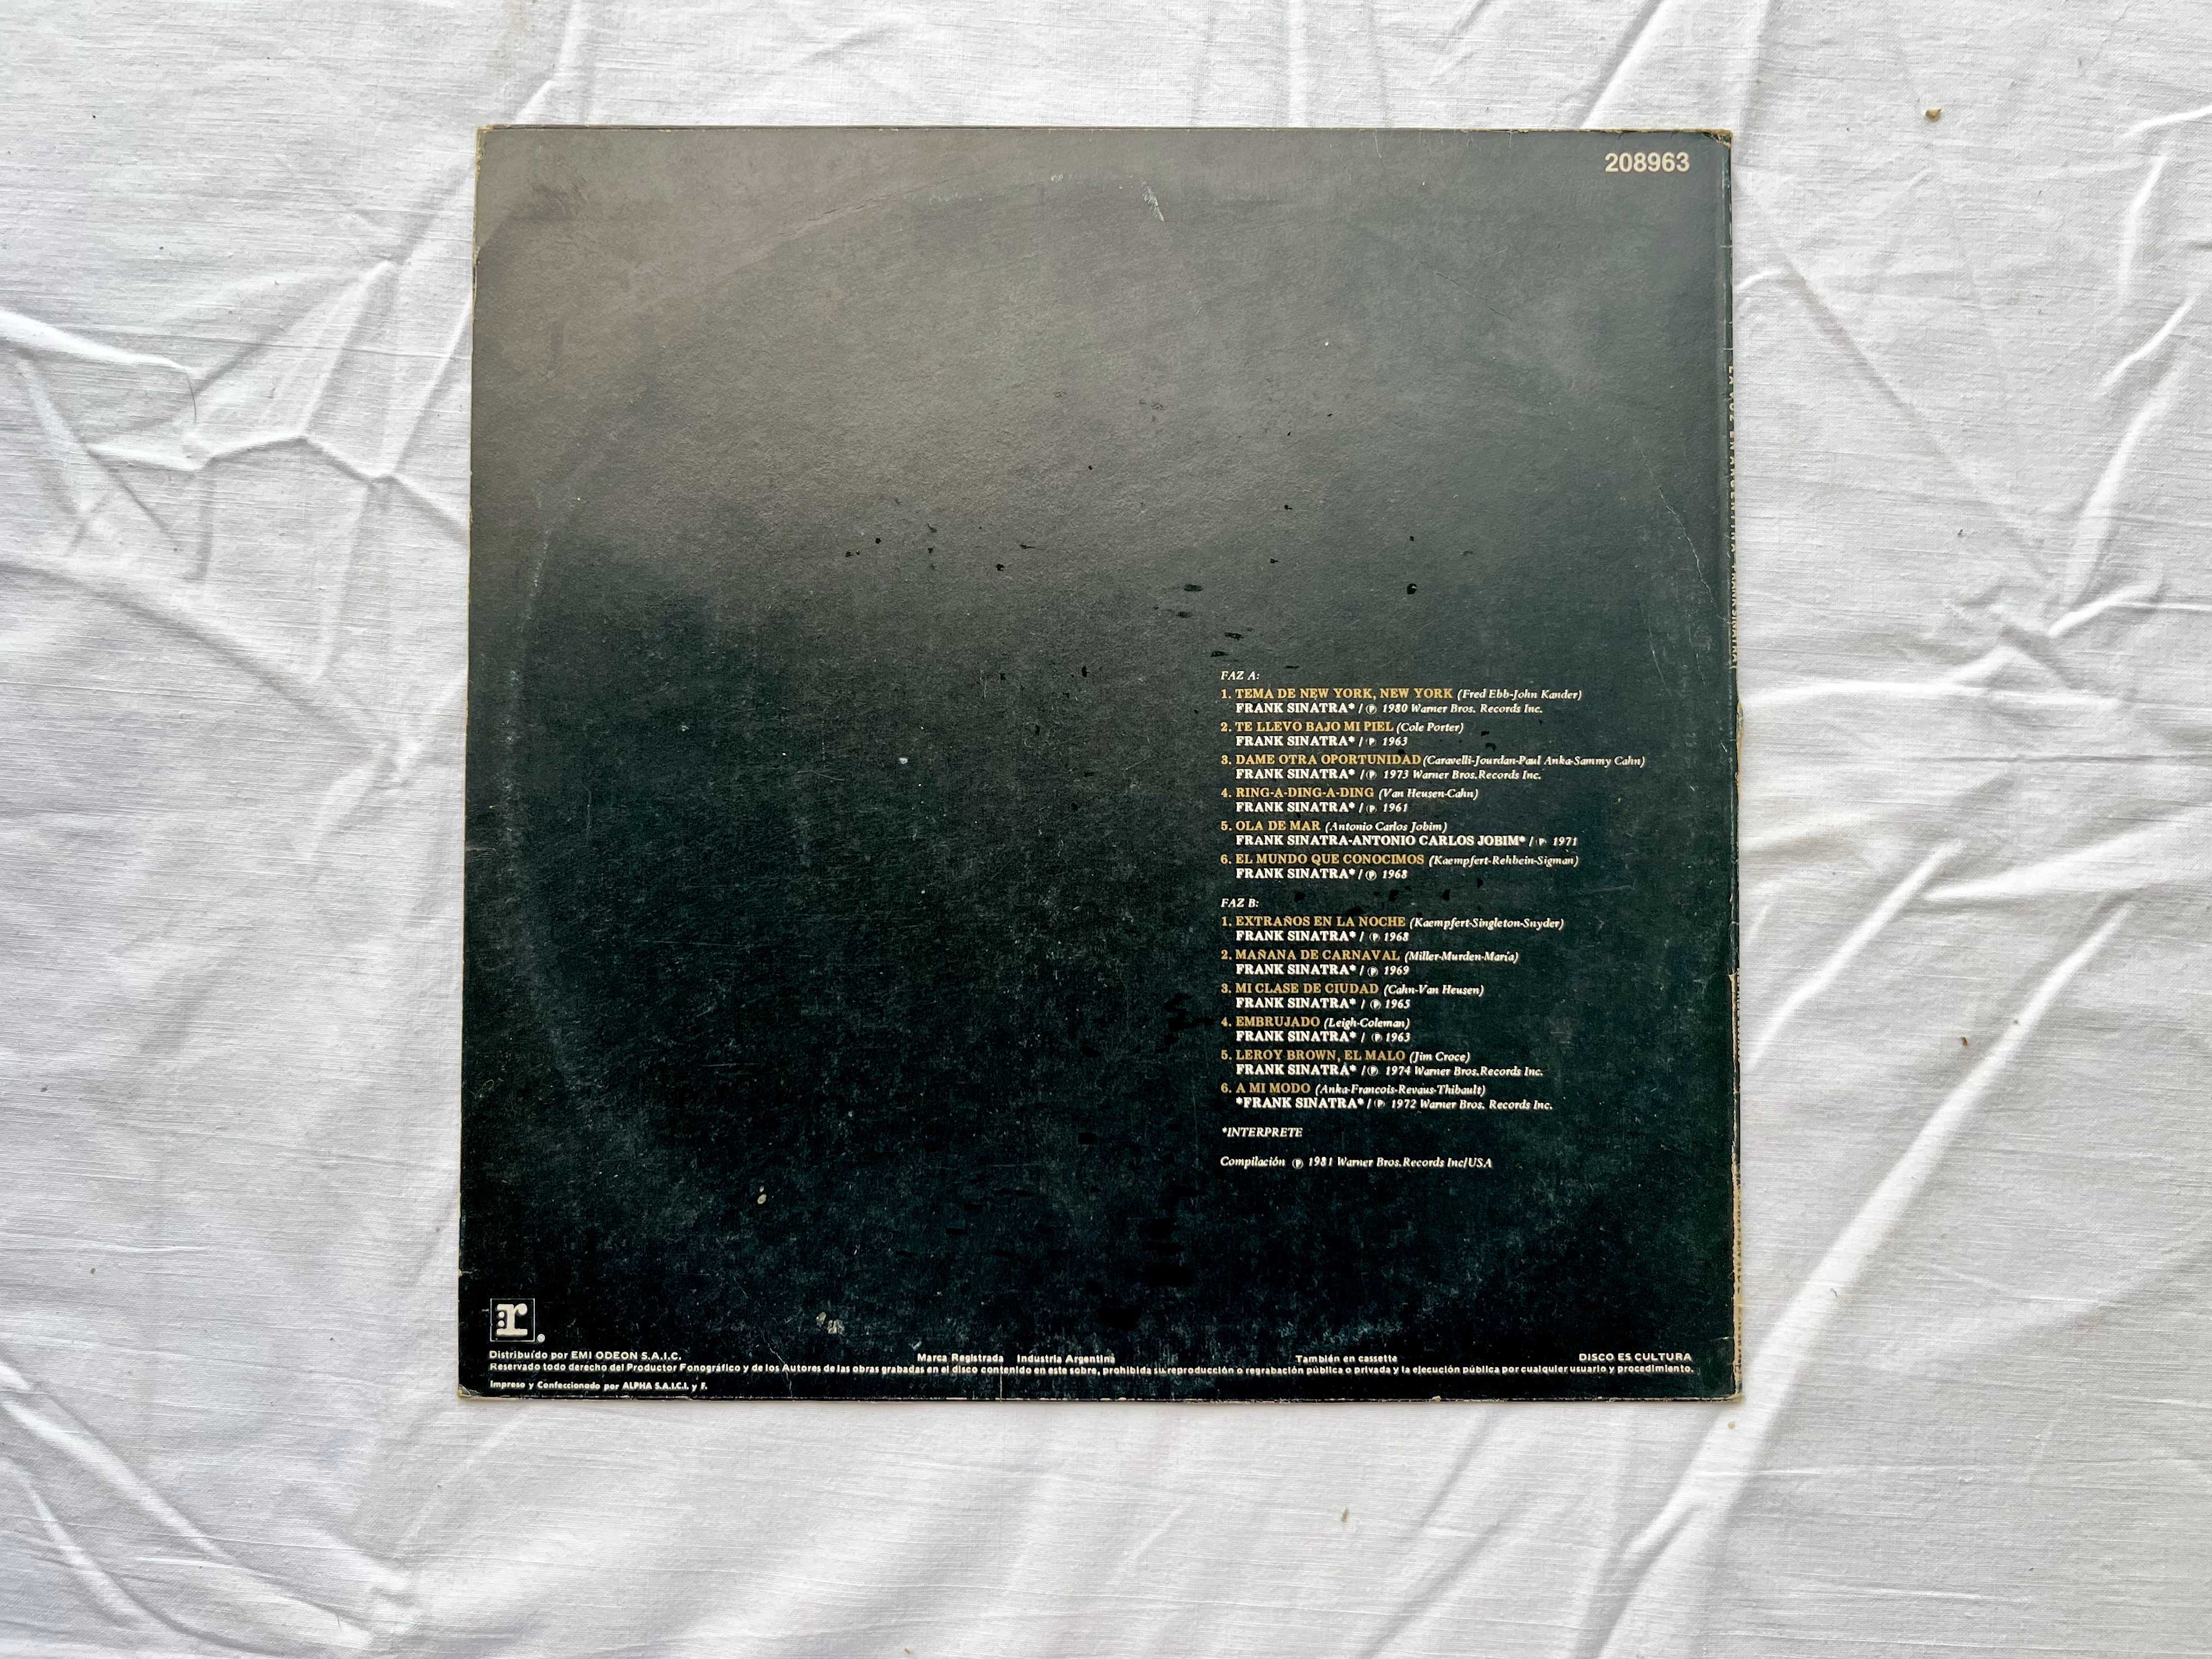 208963
LA VOZ EN ARGENTINA FRANK SINATRA
FAZ A:
1. TEMA DE NEW YORK, NEW YORK (Fred Ebb-John Kander)
FRANK SINATRA* / ℗ 1980 Warner Bros. Records Inc.
2. TE LLEVO BAJO MI PIEL (Cole Porter)
FRANK SINATRA* / ℗ 1963
3. DAME OTRA OPORTUNIDAD (Caravelli-Jourdan-Paul Anka-Sammy Cahn)
FRANK SINATRA* / ℗ 1973 Warner Bros.Records Inc.
4. RING-A-DING-A-DING (Van Heusen-Cahn)
FRANK SINATRA* / ℗ 1961
5. OLA DE MAR (Antonio Carlos Jobim)
FRANK SINATRA-ANTONIO CARLOS JOBIM* / ℗ 1971
6. EL MUNDO QUE CONOCIMOS (Kaempfert-Rehbein-Sigman)
FRANK SINATRA* / ℗ 1968
FAZ B:
1. EXTRAÑOS EN LA NOCHE (Kaempfert-Singleton-Snyder)
FRANK SINATRA* / ℗ 1968
2. MAÑANA DE CARNAVAL (Miller-Murden-María)
FRANK SINATRA* / ℗ 1969
3. MI CLASE DE CIUDAD (Cahn-Van Heusen)
FRANK SINATRA* / ℗ 1965
4. EMBRUJADO (Leigh-Coleman)
FRANK SINATRA* / ℗ 1963
5. LEROY BROWN, EL MALO (Jim Croce)
FRANK SINATRA* / ℗ 1974 Warner Bros.Records Inc.
6. A MI MODO (Anka-Francois-Revaus-Thibault)
*FRANK SINATRA* / ℗ 1972 Warner Bros. Records Inc.
*INTERPRETE
Compilación ℗ 1981 Warner Bros.Records Inc/USA
r ®
Distribuído por EMI ODEON S.A.I.C. Marca Registrada Industria Argentina También en cassette DISCO ES CULTURA
Reservado todo derecho del Productor Fonográfico y de los Autores de las obras grabadas en el disco contenido en este sobre, prohibida su reproducción o regrabación pública o privada y la ejecución pública por cualquier usuario y procedimiento.
Impreso y Confeccionado por ALPHA S.A.I.C.I. y F.